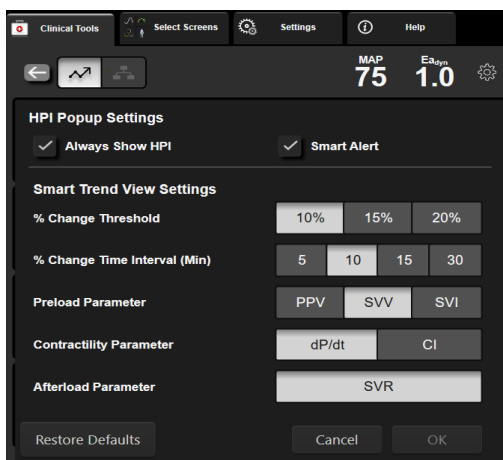 Clinical Tools Select Screens Settings Help
MAP Eadyn
75 1.0
HPI Popup Settings
Always Show HPI Smart Alert
Smart Trend View Settings
% Change Threshold 10% 15% 20%
% Change Time Interval (Min) 5 10 15 30
Preload Parameter PPV SVV SVI
Contractility Parameter dP/dt CI
Afterload Parameter SVR
Restore Defaults Cancel OK